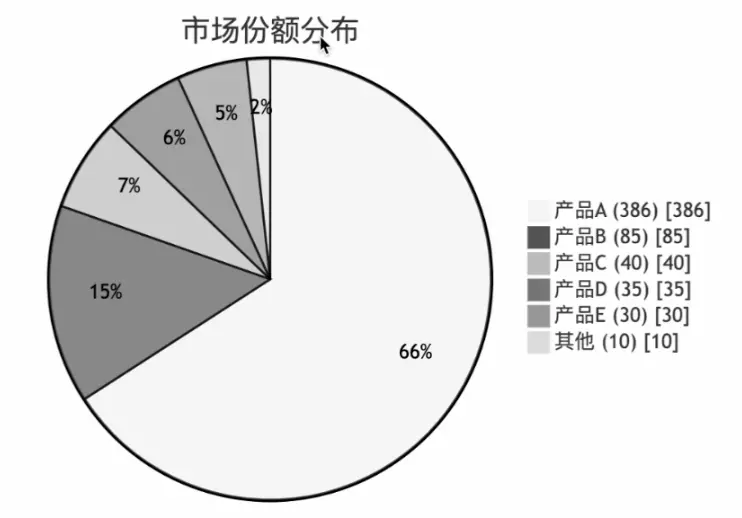 市场份额分布
2%
5%
6%
7%
15%
66%
产品A (386) [386]
产品B (85) [85]
产品C (40) [40]
产品D (35) [35]
产品E (30) [30]
其他 (10) [10]